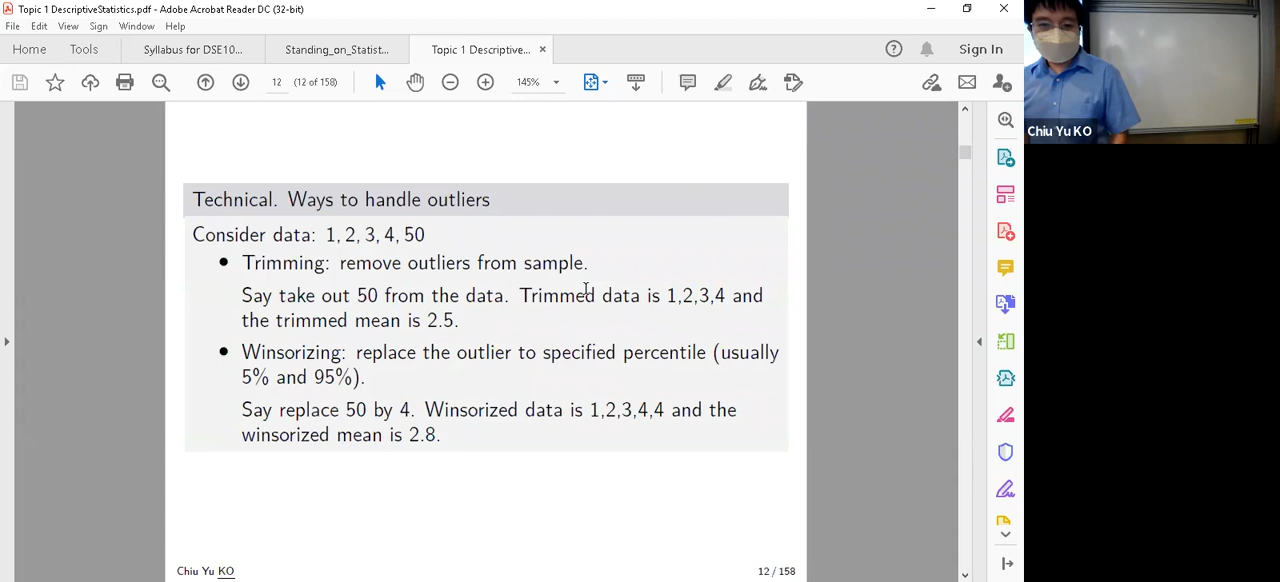 Topic 1 DescriptiveStatistics.pdf - Adobe Acrobat Reader DC (32-bit)
File Edit View Sign Window Help
Home Tools Syllabus for DSE10... Standing_on_Statist... Topic 1 Descriptive... Sign In
12 (12 of 158) 145%
Chiu Yu KO
Technical. Ways to handle outliers
Consider data: 1, 2, 3, 4, 50
• Trimming: remove outliers from sample.
Say take out 50 from the data. Trimmed data is 1,2,3,4 and
the trimmed mean is 2.5.
• Winsorizing: replace the outlier to specified percentile (usually
5% and 95%).
Say replace 50 by 4. Winsorized data is 1,2,3,4,4 and the
winsorized mean is 2.8.
Chiu Yu KO 12 / 158